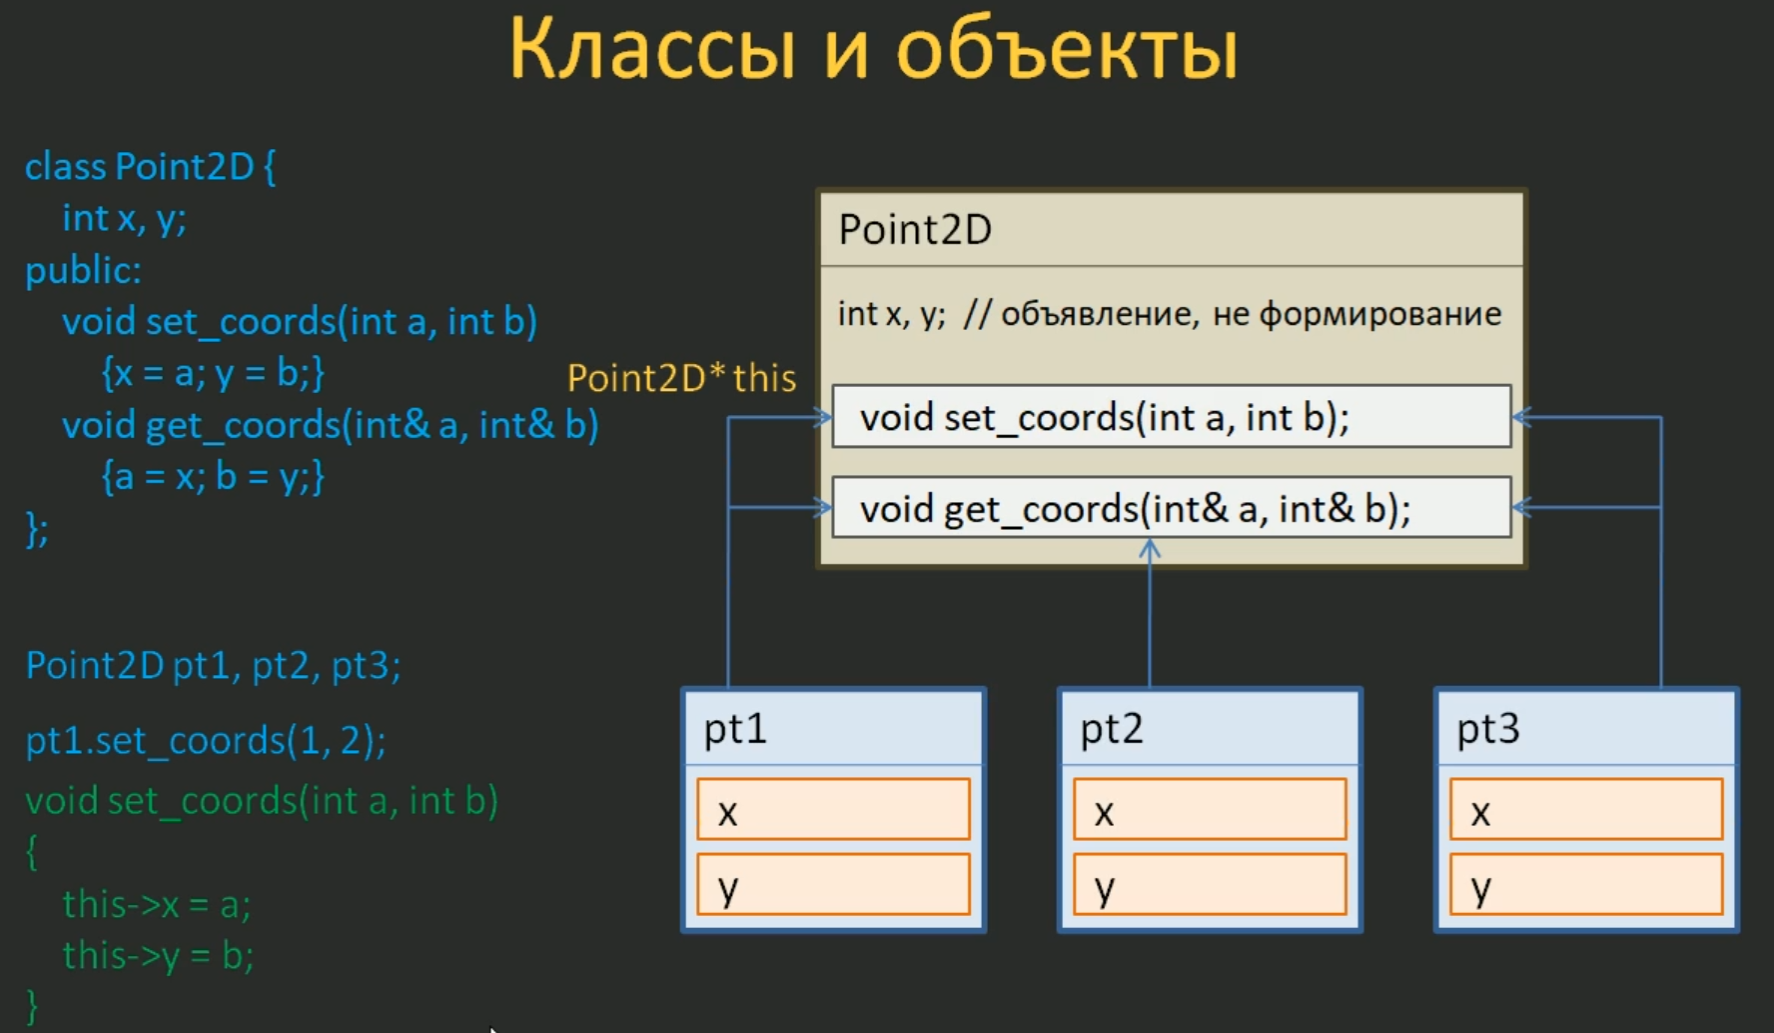 Классы и объекты
class Point2D {
int x, y;
public:
void set_coords(int a, int b)
{x = a; y = b;}
void get_coords(int& a, int& b)
{a = x; b = y;}
};
Point2D pt1, pt2, pt3;
pt1.set_coords(1, 2);
void set_coords(int a, int b)
{
this->x = a;
this->y = b;
}
Point2D* this
Point2D
int x, y; // объявление, не формирование
void set_coords(int a, int b);
void get_coords(int& a, int& b);
pt1
x
y
pt2
x
y
pt3
x
y